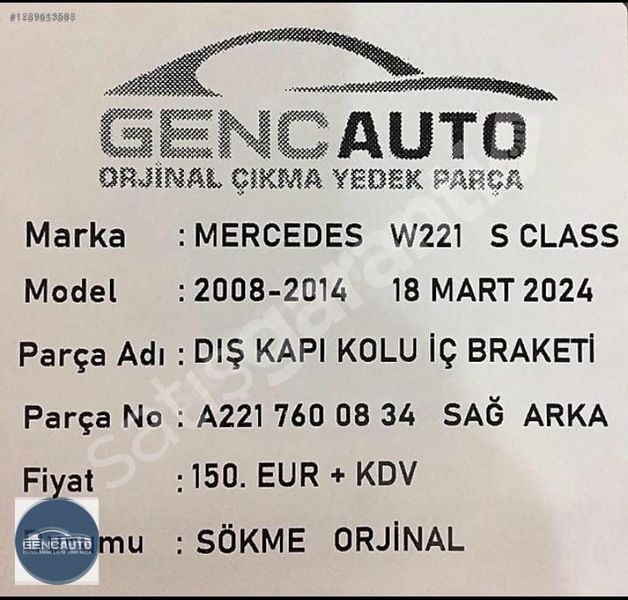 #1289613583
GENCAUTO
ORJİNAL ÇIKMA YEDEK PARÇA
Marka : MERCEDES W221 S CLASS
Model : 2008-2014 18 MART 2024
Parça Adı : DIŞ KAPI KOLU İÇ BRAKETİ
Parça No : A221 760 08 34 SAĞ ARKA
Fiyat : 150. EUR + KDV
: SÖKME ORJİNAL
GENCAUTO
satışgaranti